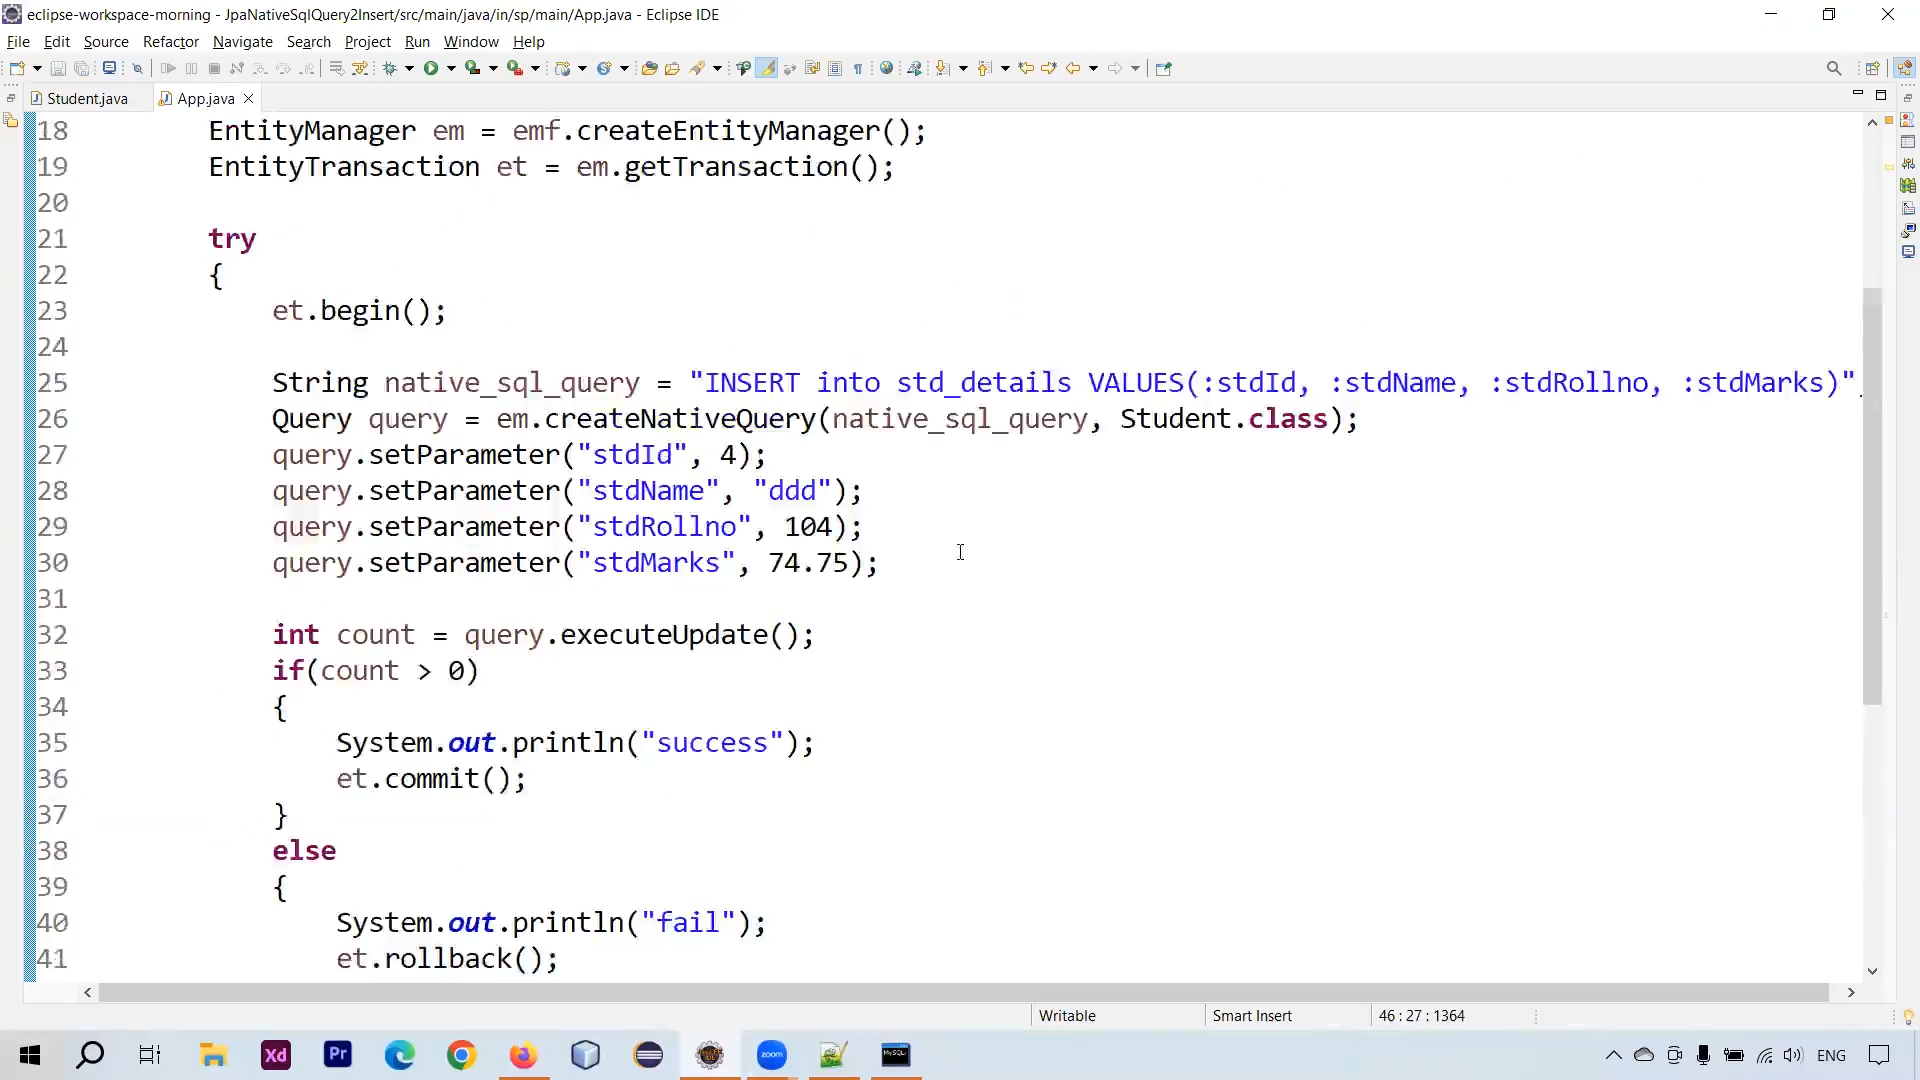 eclipse-workspace-morning - JpaNativeSqlQuery2Insert/src/main/java/in/sp/main/App.java - Eclipse IDE
File Edit Source Refactor Navigate Search Project Run Window Help
Student.java App.java
18 EntityManager em = emf.createEntityManager();
19 EntityTransaction et = em.getTransaction();
20
21 try
22 {
23 et.begin();
24
25 String native_sql_query = "INSERT into std_details VALUES(:stdId, :stdName, :stdRollno, :stdMarks)"
26 Query query = em.createNativeQuery(native_sql_query, Student.class);
27 query.setParameter("stdId", 4);
28 query.setParameter("stdName", "ddd");
29 query.setParameter("stdRollno", 104);
30 query.setParameter("stdMarks", 74.75);
31
32 int count = query.executeUpdate();
33 if(count > 0)
34 {
35 System.out.println("success");
36 et.commit();
37 }
38 else
39 {
40 System.out.println("fail");
41 et.rollback();
Writable Smart Insert 46 : 27 : 1364
Xd Pr zoom MySQL ENG